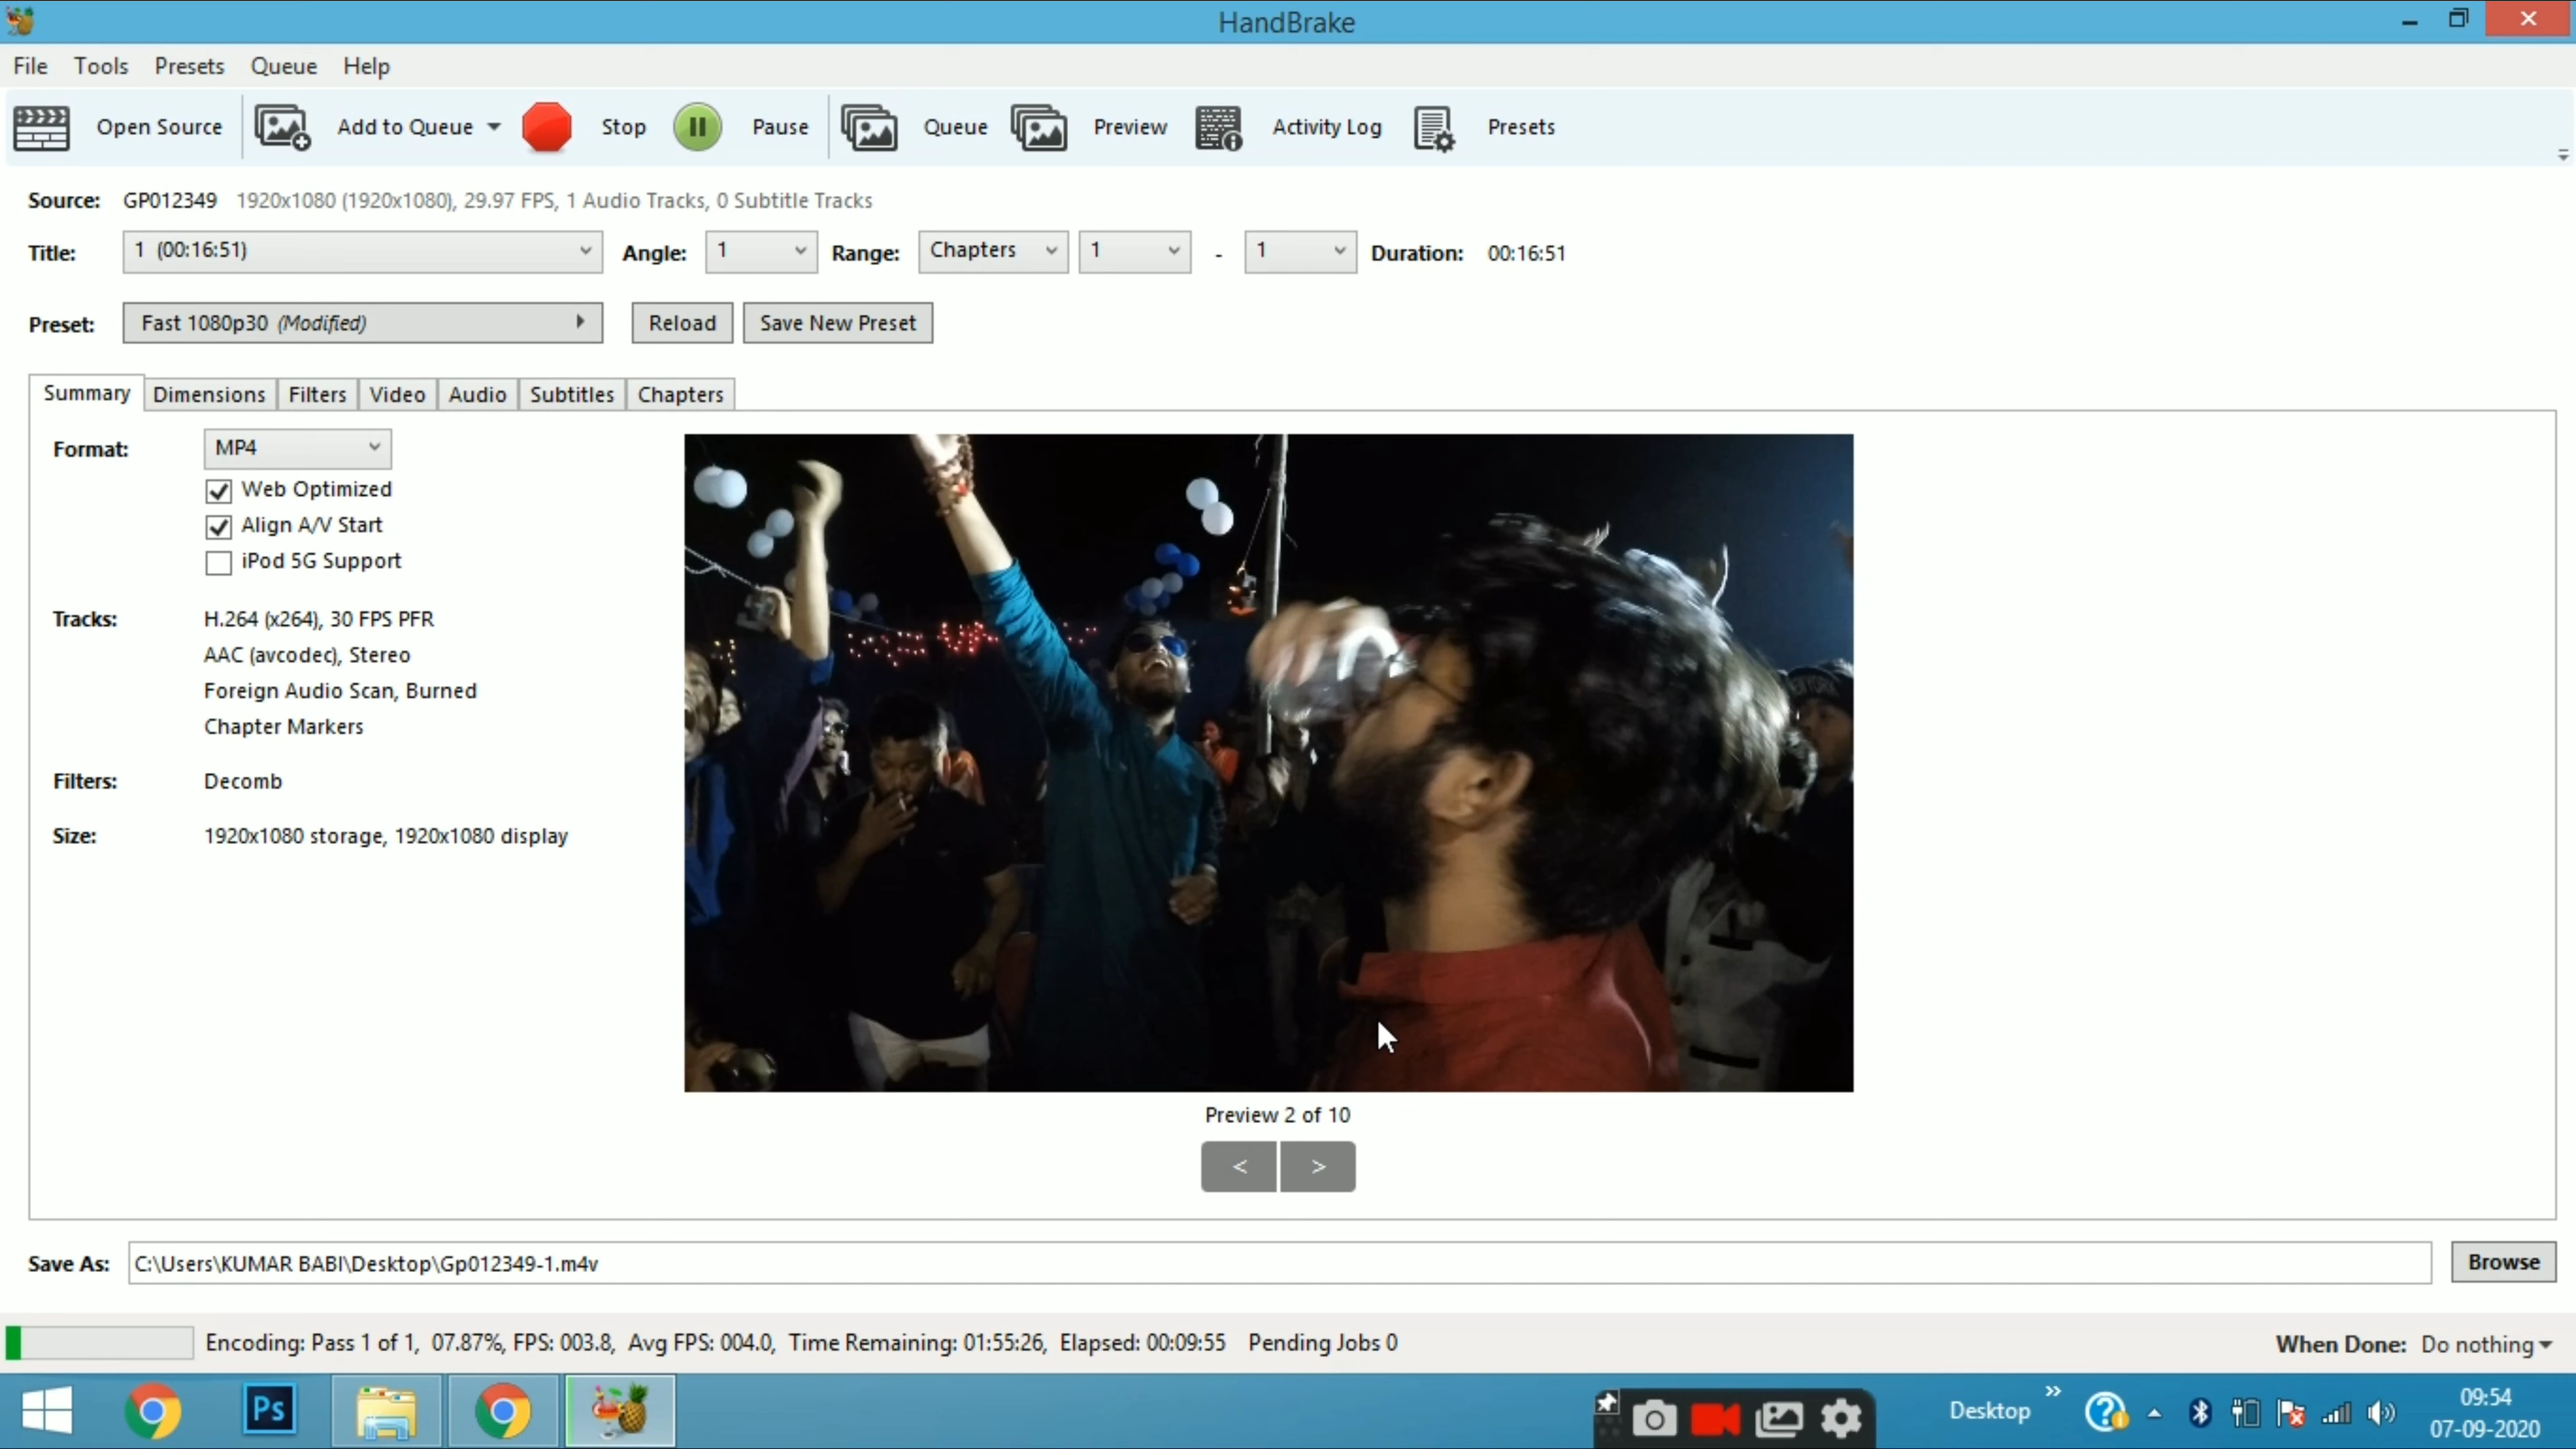 HandBrake
File Tools Presets Queue Help
Open Source Add to Queue Stop Pause Queue Preview Activity Log Presets
Source: GP012349 1920x1080 (1920x1080), 29.97 FPS, 1 Audio Tracks, 0 Subtitle Tracks
Title: 1 (00:16:51) Angle: 1 Range: Chapters 1 - 1 Duration: 00:16:51
Preset: Fast 1080p30 (Modified) Reload Save New Preset
Summary Dimensions Filters Video Audio Subtitles Chapters
Format: MP4
Web Optimized
Align A/V Start
iPod 5G Support
Tracks: H.264 (x264), 30 FPS PFR
AAC (avcodec), Stereo
Foreign Audio Scan, Burned
Chapter Markers
Filters: Decomb
Size: 1920x1080 storage, 1920x1080 display
NEW YORK
Preview 2 of 10
< >
Save As: C:\Users\KUMAR BABI\Desktop\Gp012349-1.m4v Browse
Encoding: Pass 1 of 1, 07.87%, FPS: 003.8, Avg FPS: 004.0, Time Remaining: 01:55:26, Elapsed: 00:09:55 Pending Jobs 0 When Done: Do nothing
Ps Desktop 09:54
07-09-2020